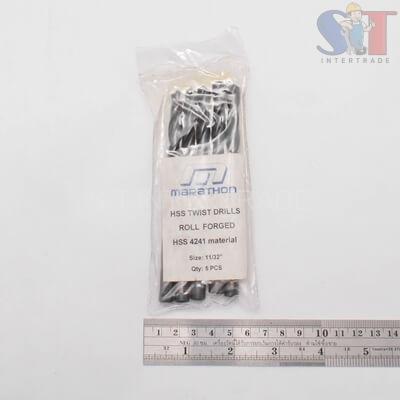 SIT
INTERTRADE
marathon
HSS TWIST DRILLS
ROLL FORGED
HSS 4241 material
Size: 11/32"
Qty: 5 PCS
1 2 3 4 5 6 7 8 9 10 11 12 13 14
1 2 3 4 5